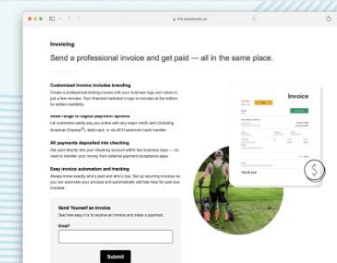 Invoicing
Send a professional invoice and get paid — all in the same place.
Customized invoice includes branding
Create a professional-looking invoice with your business logo and colors in
just a few minutes. Your financial institution's logo is included at the bottom
for added credibility.
Wide range of digital payment options
Let customers easily pay you online with any major credit card (including
American Express®), debit card, or via ACH electronic bank transfer.
All payments deposited into checking
Get paid directly into your checking account within two business days — no
need to transfer your money from external payment acceptance apps.
Easy invoice automation and tracking
Always know exactly who's paid and who's due. Set up recurring invoices so
you can automate your process and automatically add late fees for past due
invoices.
Send Yourself an Invoice
See how easy it is to receive an invoice and make a payment.
Email*
Submit
Invoice
Thank you!
$